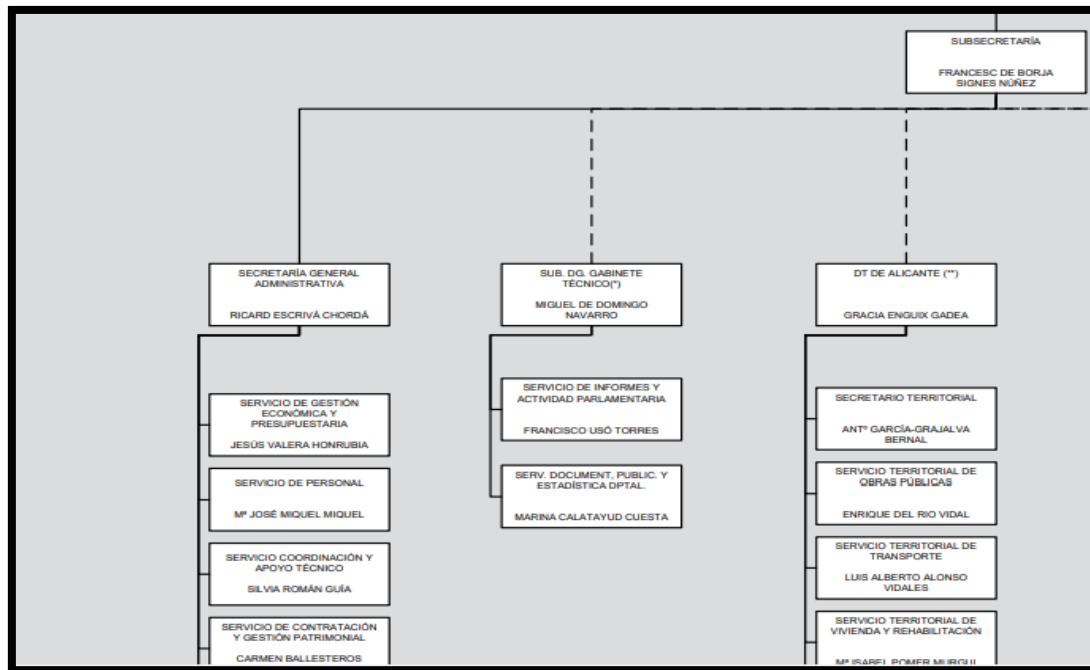 SUBSECRETARÍA
FRANCESC DE BORJA
SIGNES NÚÑEZ
SECRETARÍA GENERAL
ADMINISTRATIVA
RICARD ESCRIVÁ CHORDÁ
SERVICIO DE GESTIÓN
ECONÓMICA Y
PRESUPUESTARIA
JESÚS VALERA HONRUBIA
SERVICIO DE PERSONAL
Mª JOSÉ MIQUEL MIQUEL
SERVICIO COORDINACIÓN Y
APOYO TÉCNICO
SILVIA ROMÁN GUÍA
SERVICIO DE CONTRATACIÓN
Y GESTIÓN PATRIMONIAL
CARMEN BALLESTEROS
SUB. DG. GABINETE
TÉCNICO(*)
MIGUEL DE DOMINGO
NAVARRO
SERVICIO DE INFORMES Y
ACTIVIDAD PARLAMENTARIA
FRANCISCO USÓ TORRES
SERV. DOCUMENT, PUBLIC. Y
ESTADÍSTICA DPTAL.
MARINA CALATAYUD CUESTA
DT DE ALICANTE (**)
GRACIA ENGUIX GADEA
SECRETARIO TERRITORIAL
ANTº GARCÍA-GRAJALVA
BERNAL
SERVICIO TERRITORIAL DE
OBRAS PÚBLICAS
ENRIQUE DEL RIO VIDAL
SERVICIO TERRITORIAL DE
TRANSPORTE
LUIS ALBERTO ALONSO
VIDALES
SERVICIO TERRITORIAL DE
VIVIENDA Y REHABILITACIÓN
Mª ISABEL POMER MURGUI